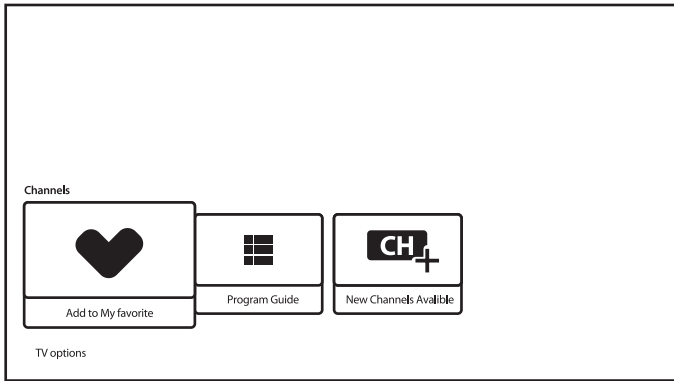 Channels
CH
Add to My favorite
Program Guide
New Channels Avalible
TV options